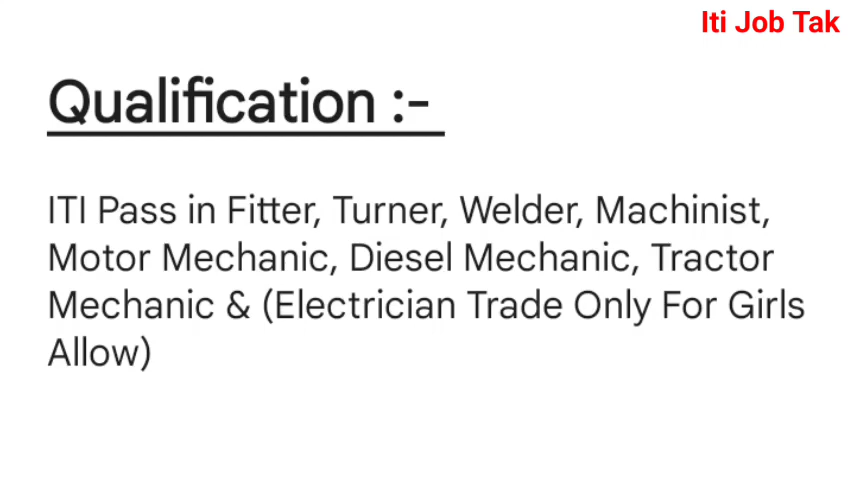 Iti Job Tak
Qualification :-
ITI Pass in Fitter, Turner, Welder, Machinist,
Motor Mechanic, Diesel Mechanic, Tractor
Mechanic & (Electrician Trade Only For Girls
Allow)